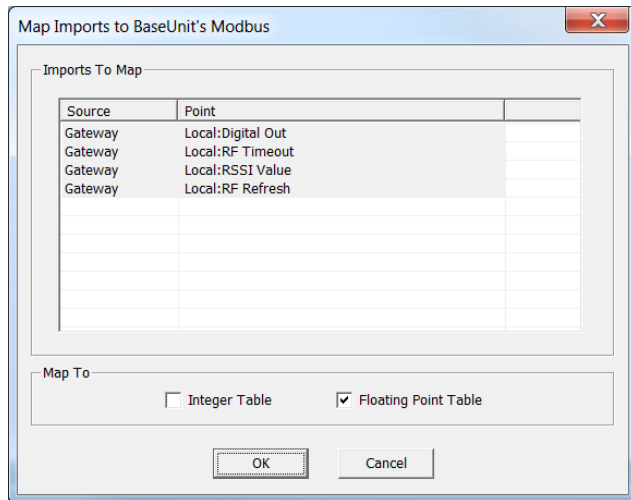 Map Imports to BaseUnit's Modbus
Imports To Map
Source Point
Gateway Local:Digital Out
Gateway Local:RF Timeout
Gateway Local:RSSI Value
Gateway Local:RF Refresh
Map To
Integer Table Floating Point Table
OK Cancel